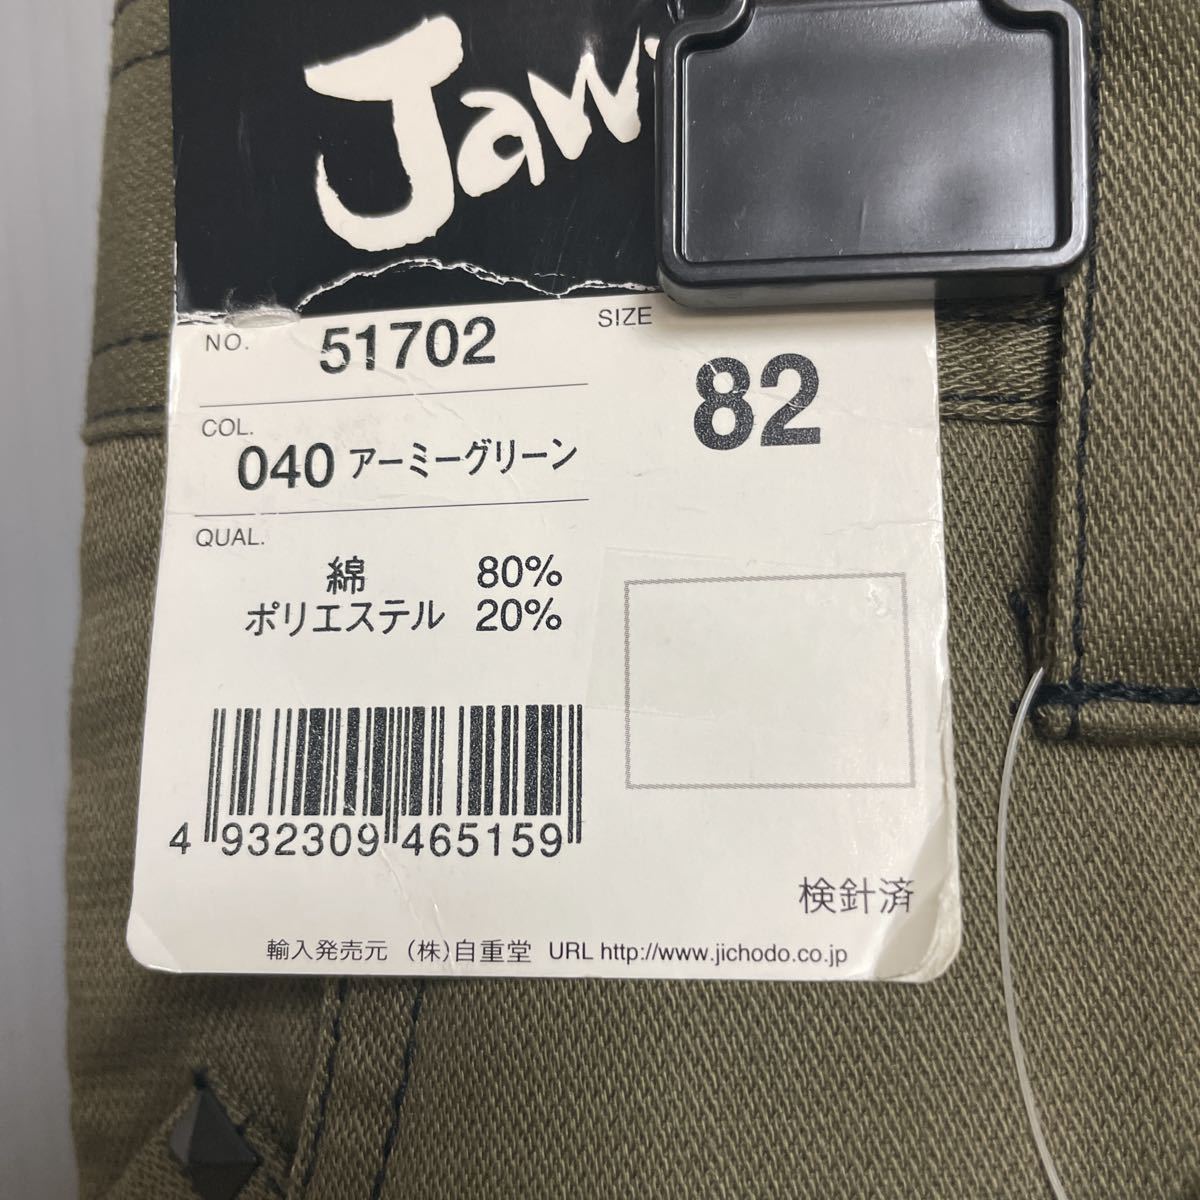 NO. 51702
SIZE
82
COL.
040 アーミーグリーン
QUAL.
綿 80%
ポリエステル 20%
4 932309 465159
検針済
輸入発売元 (株)自重堂 URL http://www.jichodo.co.jp